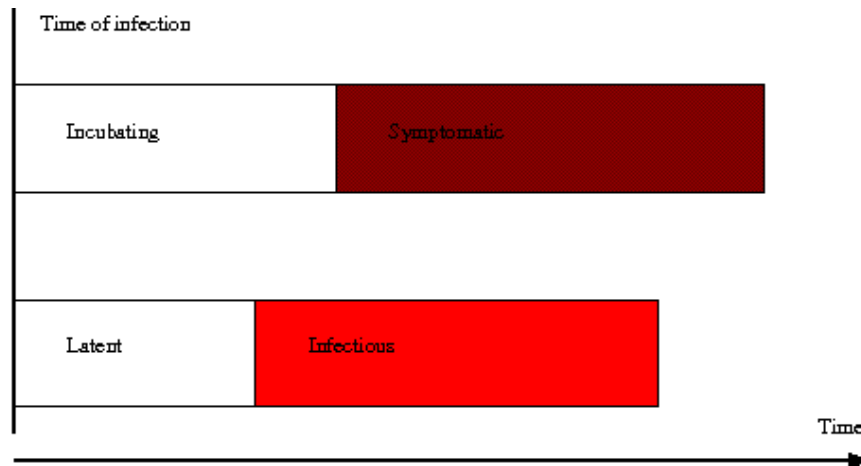 Time of infection
Incubating
Symptomatic
Latent
Infectious
Time